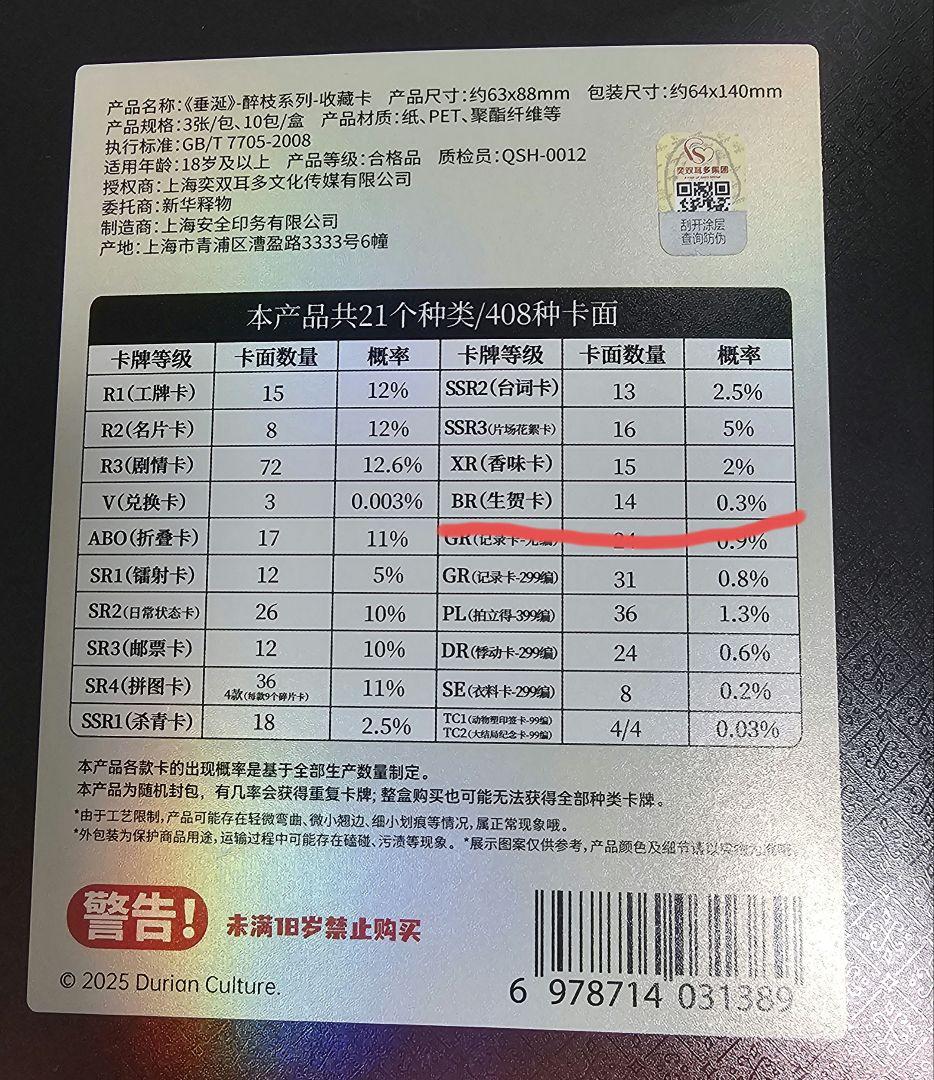 产品名称:《垂涎》-醉枝系列-收藏卡 产品尺寸:约63x88mm 包装尺寸:约64x140mm
产品规格:3张/包、10包/盒 产品材质:纸、PET、聚酯纤维等
执行标准:GB/T 7705-2008
适用年龄:18岁及以上 产品等级:合格品 质检员:QSH-0012
授权商:上海奕双耳多文化传媒有限公司
委托商:新华释物
制造商:上海安全印务有限公司
产地:上海市青浦区漕盈路3333号6幢
奕双耳多集团
刮开涂层
查询防伪
本产品共21个种类/408种卡面
卡牌等级 卡面数量 概率 卡牌等级 卡面数量 概率
R1(工牌卡) 15 12% SSR2(台词卡) 13 2.5%
R2(名片卡) 8 12% SSR3(片场花絮卡) 16 5%
R3(剧情卡) 72 12.6% XR(香味卡) 15 2%
V(兑换卡) 3 0.003% BR(生贺卡) 14 0.3%
ABO(折叠卡) 17 11% GR(记录卡-无编) 24 0.9%
SR1(镭射卡) 12 5% GR(记录卡-299编) 31 0.8%
SR2(日常状态卡) 26 10% PL(拍立得-399编) 36 1.3%
SR3(邮票卡) 12 10% DR(悸动卡-299编) 24 0.6%
SR4(拼图卡) 36 4款(每款9个碎片卡) 11% SE(衣料卡-299编) 8 0.2%
SSR1(杀青卡) 18 2.5% TC1(动物塑印签卡-99编) TC2(大结局纪念卡-99编) 4/4 0.03%
本产品各款卡的出现概率是基于全部生产数量制定。
本产品为随机封包，有几率会获得重复卡牌; 整盒购买也可能无法获得全部种类卡牌。
*由于工艺限制,产品可能存在轻微弯曲、微小翘边、细小划痕等情况,属正常现象哦。
*外包装为保护商品用途,运输过程中可能存在磕碰、污渍等现象。*展示图案仅供参考,产品颜色及细节请以实物为准哦。
警告!
未满18岁禁止购买
© 2025 Durian Culture.
6 978714 031389